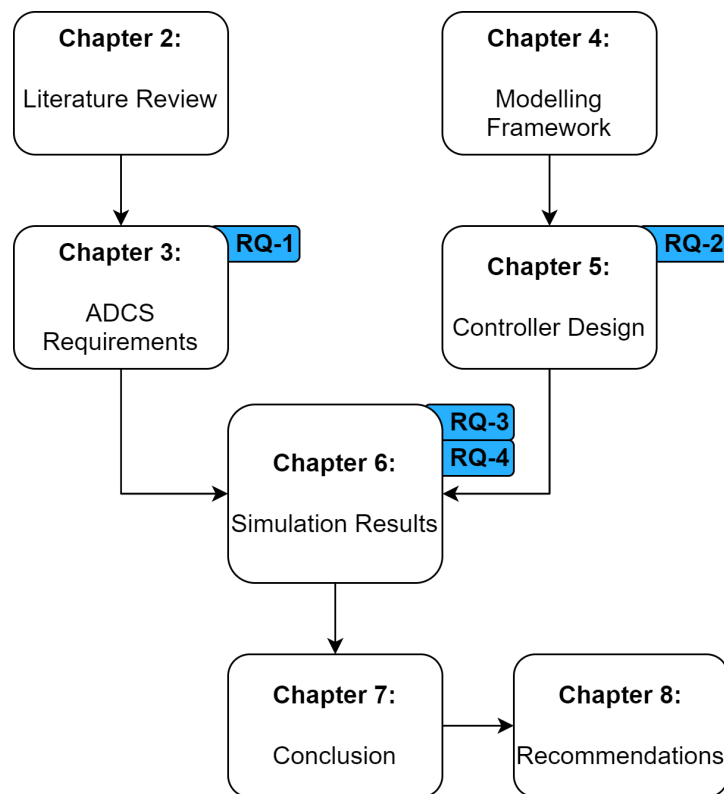 Chapter 2:
Literature Review
Chapter 4:
Modelling
Framework
Chapter 3:
RQ-1
ADCS
Requirements
Chapter 5:
RQ-2
Controller Design
Chapter 6:
RQ-3
RQ-4
Simulation Results
Chapter 7:
Conclusion
Chapter 8:
Recommendations